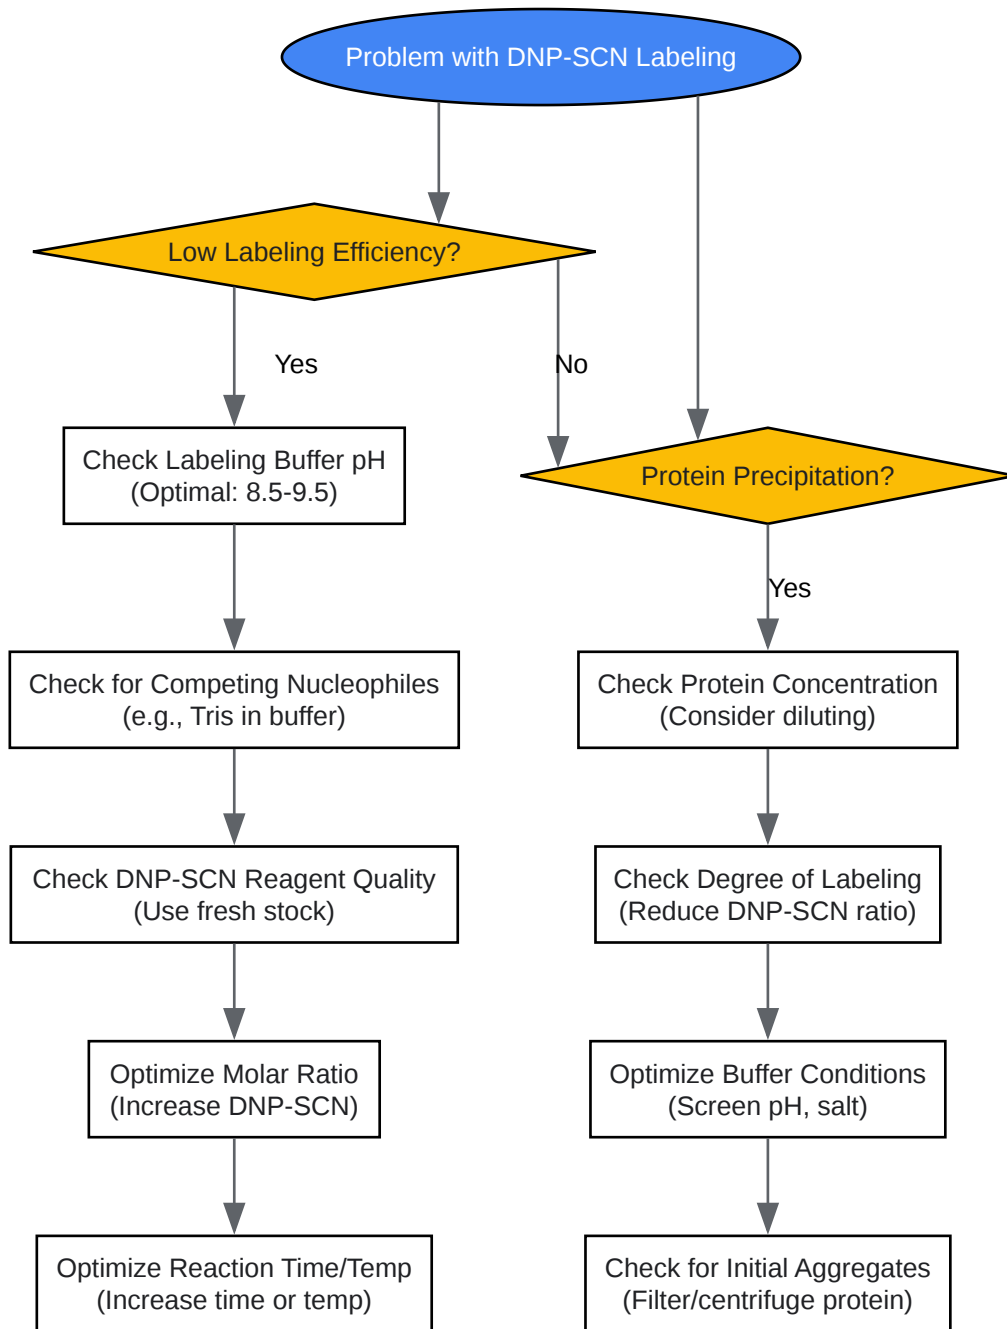 Problem with DNP-SCN Labeling
Low Labeling Efficiency?
Yes
No
Check Labeling Buffer pH
(Optimal: 8.5-9.5)
Protein Precipitation?
Yes
Check for Competing Nucleophiles
(e.g., Tris in buffer)
Check Protein Concentration
(Consider diluting)
Check DNP-SCN Reagent Quality
(Use fresh stock)
Check Degree of Labeling
(Reduce DNP-SCN ratio)
Optimize Molar Ratio
(Increase DNP-SCN)
Optimize Buffer Conditions
(Screen pH, salt)
Optimize Reaction Time/Temp
(Increase time or temp)
Check for Initial Aggregates
(Filter/centrifuge protein)